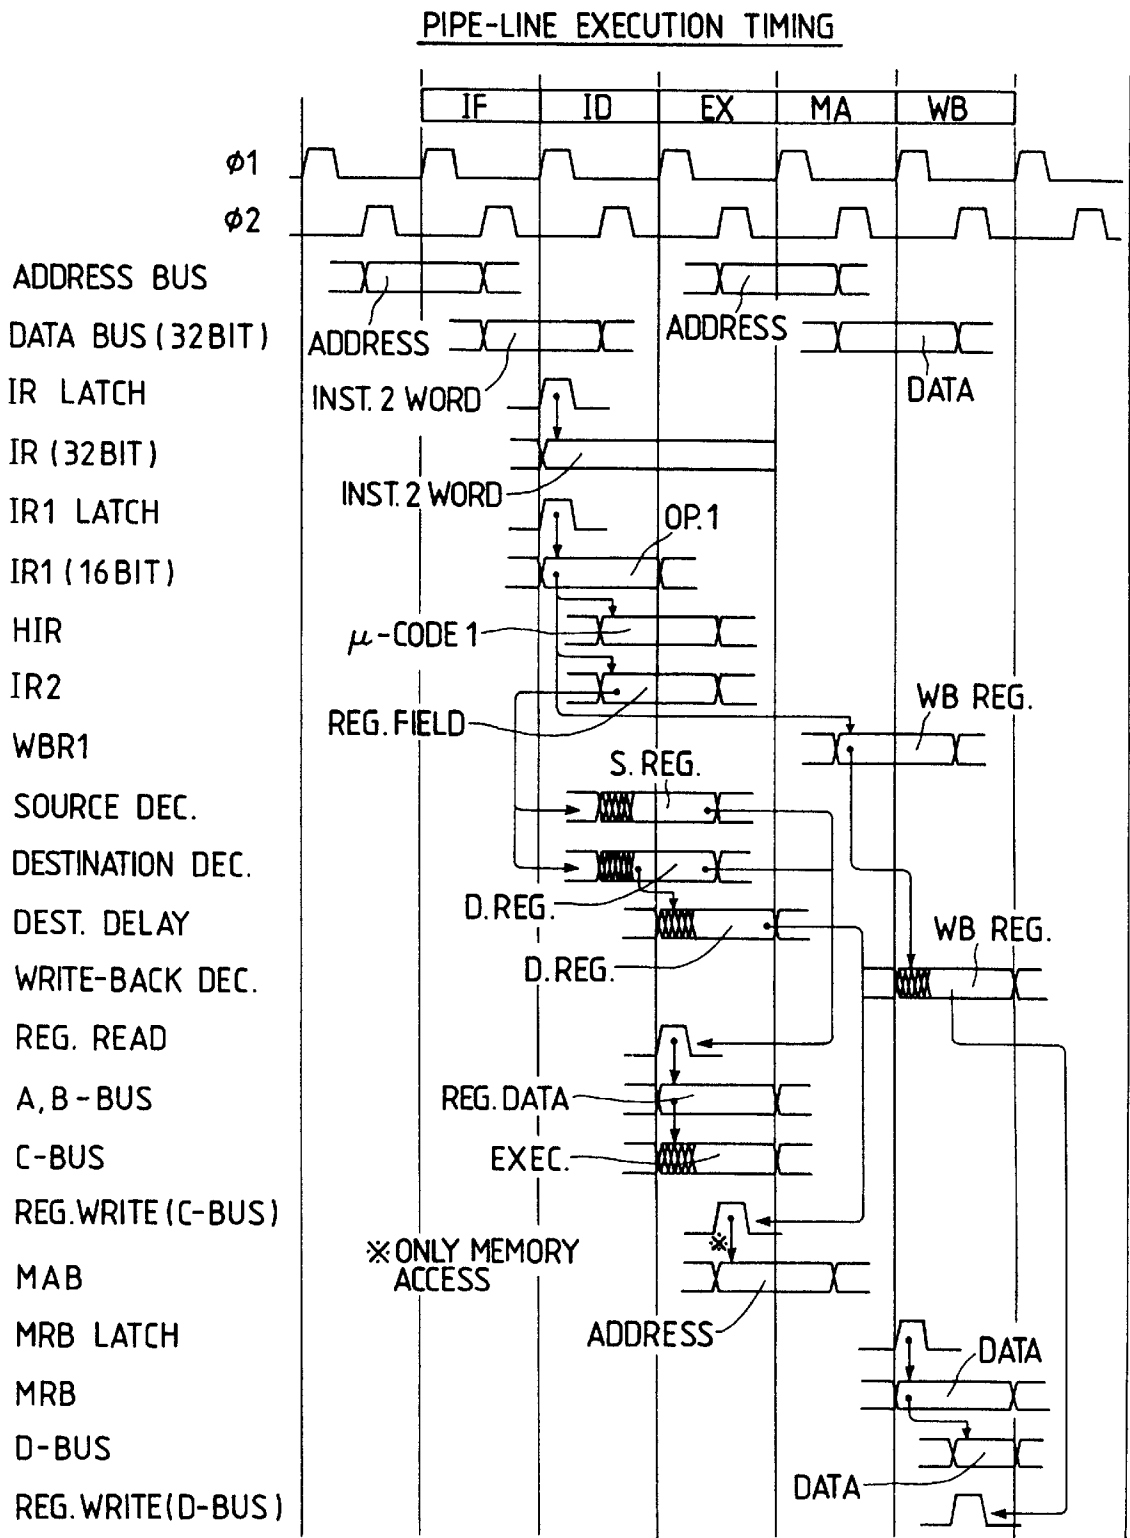 PIPE-LINE EXECUTION TIMING
IF ID EX MA WB
ø1
ø2
ADDRESS BUS
ADDRESS
ADDRESS
DATA BUS (32BIT)
INST. 2 WORD
DATA
IR LATCH
IR (32BIT)
INST. 2 WORD
IR1 LATCH
OP.1
IR1 (16BIT)
HIR
μ-CODE 1
IR2
REG. FIELD
WB REG.
WBR1
S. REG.
SOURCE DEC.
DESTINATION DEC.
D.REG.
DEST. DELAY
D.REG.
WB REG.
WRITE-BACK DEC.
REG. READ
A, B-BUS
REG. DATA
C-BUS
EXEC.
REG.WRITE (C-BUS)
※
※ ONLY MEMORY
ACCESS
MAB
ADDRESS
MRB LATCH
DATA
MRB
D-BUS
DATA
REG.WRITE(D-BUS)